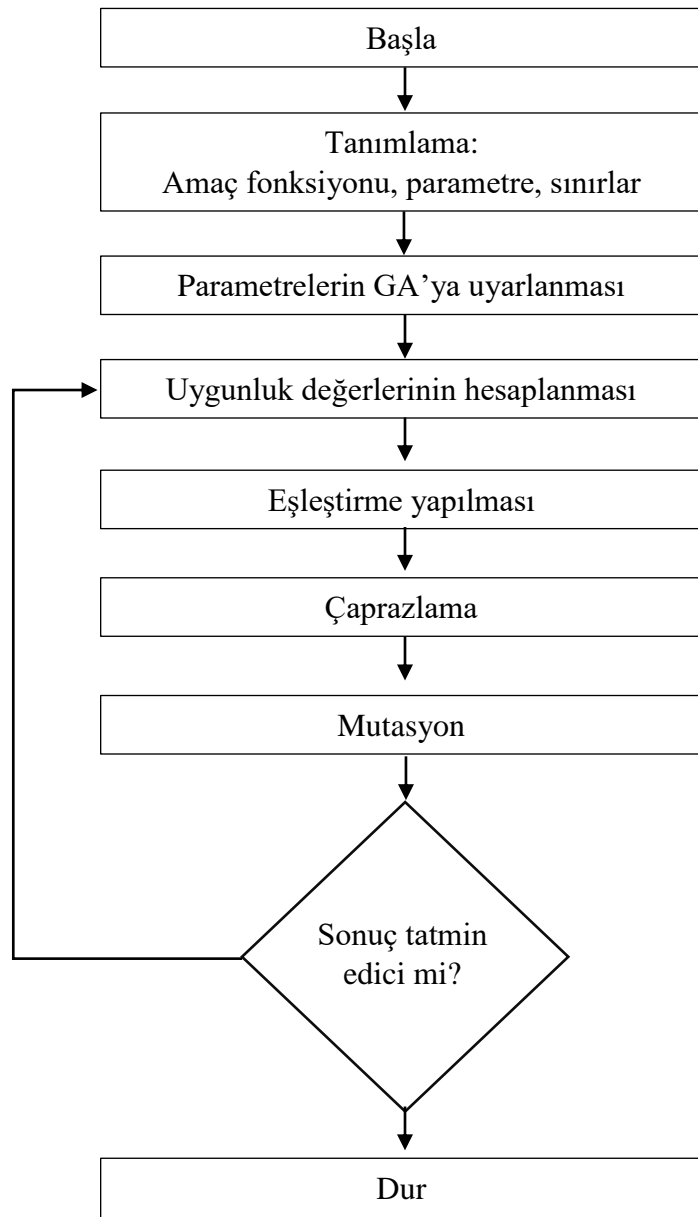 Başla
Tanımlama:
Amaç fonksiyonu, parametre, sınırlar
Parametrelerin GA’ya uyarlanması
Uygunluk değerlerinin hesaplanması
Eşleştirme yapılması
Çaprazlama
Mutasyon
Sonuç tatmin
edici mi?
Dur